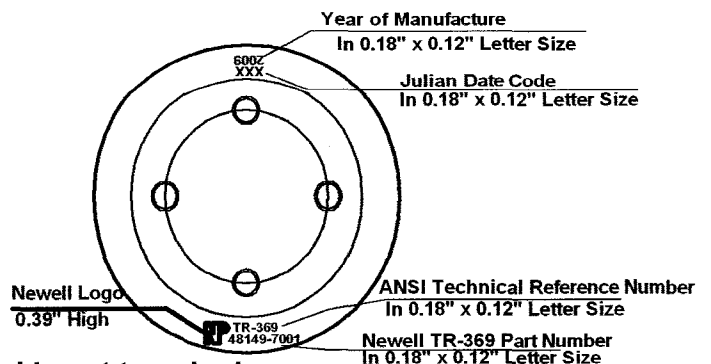 Year of Manufacture
In 0.18" x 0.12" Letter Size
2009
XXX
Julian Date Code
In 0.18" x 0.12" Letter Size
Newell Logo
0.39" High
ANSI Technical Reference Number
In 0.18" x 0.12" Letter Size
TR-369
48149-7001
Newell TR-369 Part Number
In 0.18" x 0.12" Letter Size